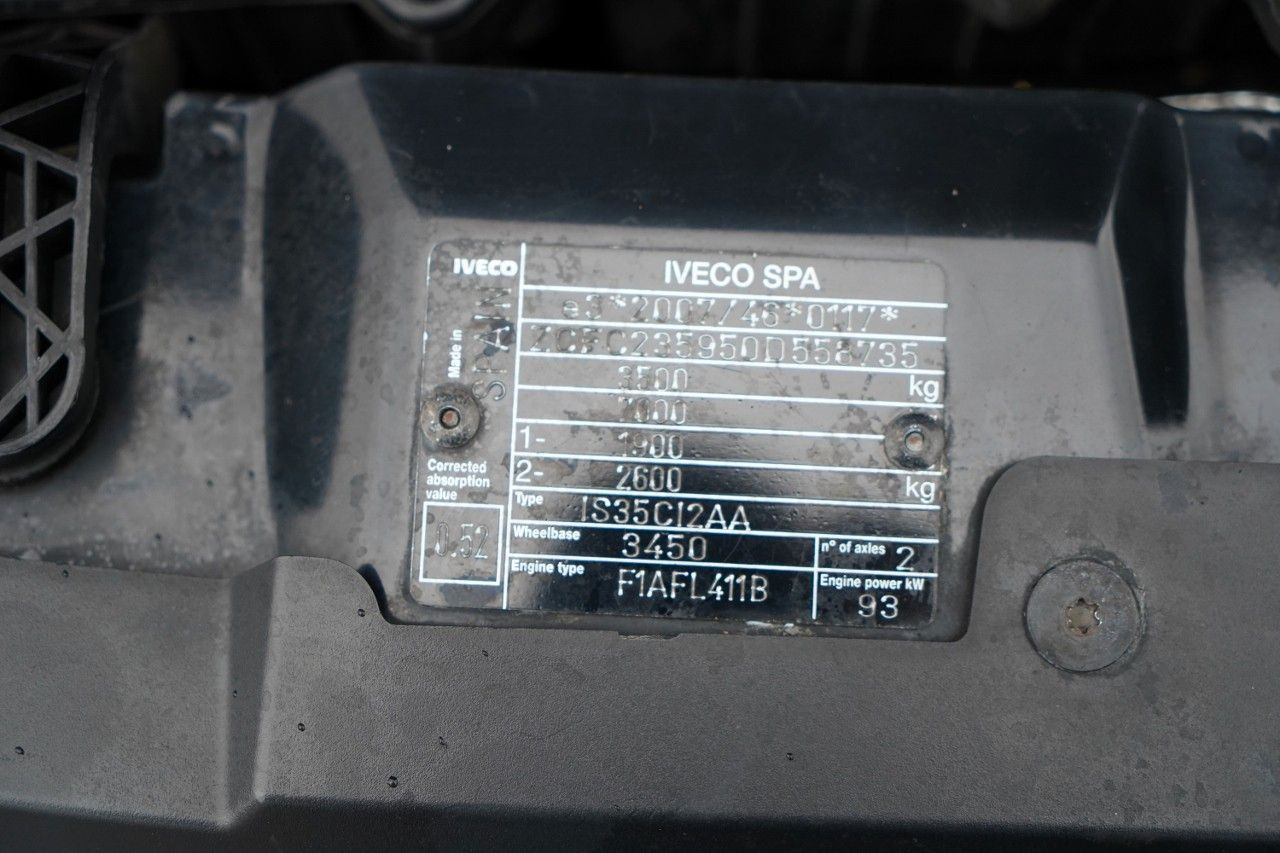 IVECO
IVECO SPA
Made in
SPAIN
e3*2007/46*0117*
ZCFC235950D558735
3500 kg
7000
1- 1900
2- 2600 kg
Corrected
absorption
value
0.52
Type IS35CI2AA
Wheelbase 3450
n° of axles 2
Engine type F1AFL411B
Engine power kW
93